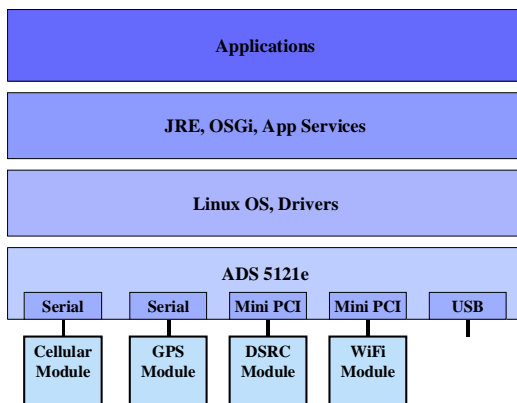 Applications
JRE, OSGi, App Services
Linux OS, Drivers
ADS 5121e
Serial
Serial
Mini PCI
Mini PCI
USB
Cellular
Module
GPS
Module
DSRC
Module
WiFi
Module